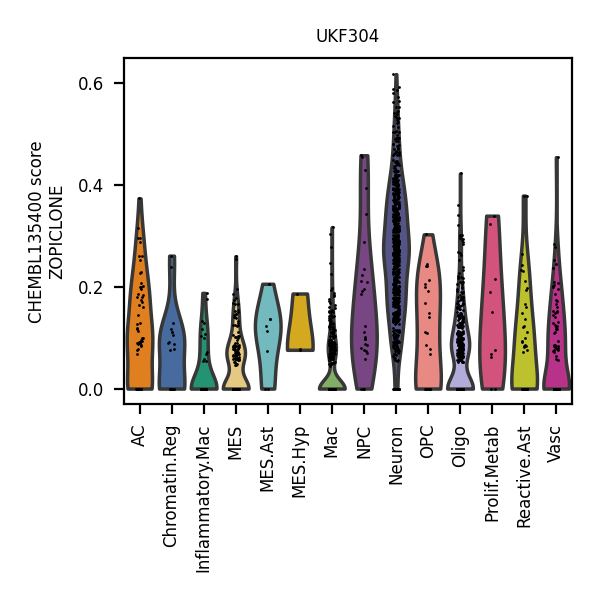 UKF304
CHEMBL135400 score
ZOPICLONE
0.6
0.4
0.2
0.0
AC
Chromatin.Reg
Inflammatory.Mac
MES
MES.Ast
MES.Hyp
Mac
NPC
Neuron
OPC
Oligo
Prolif.Metab
Reactive.Ast
Vasc